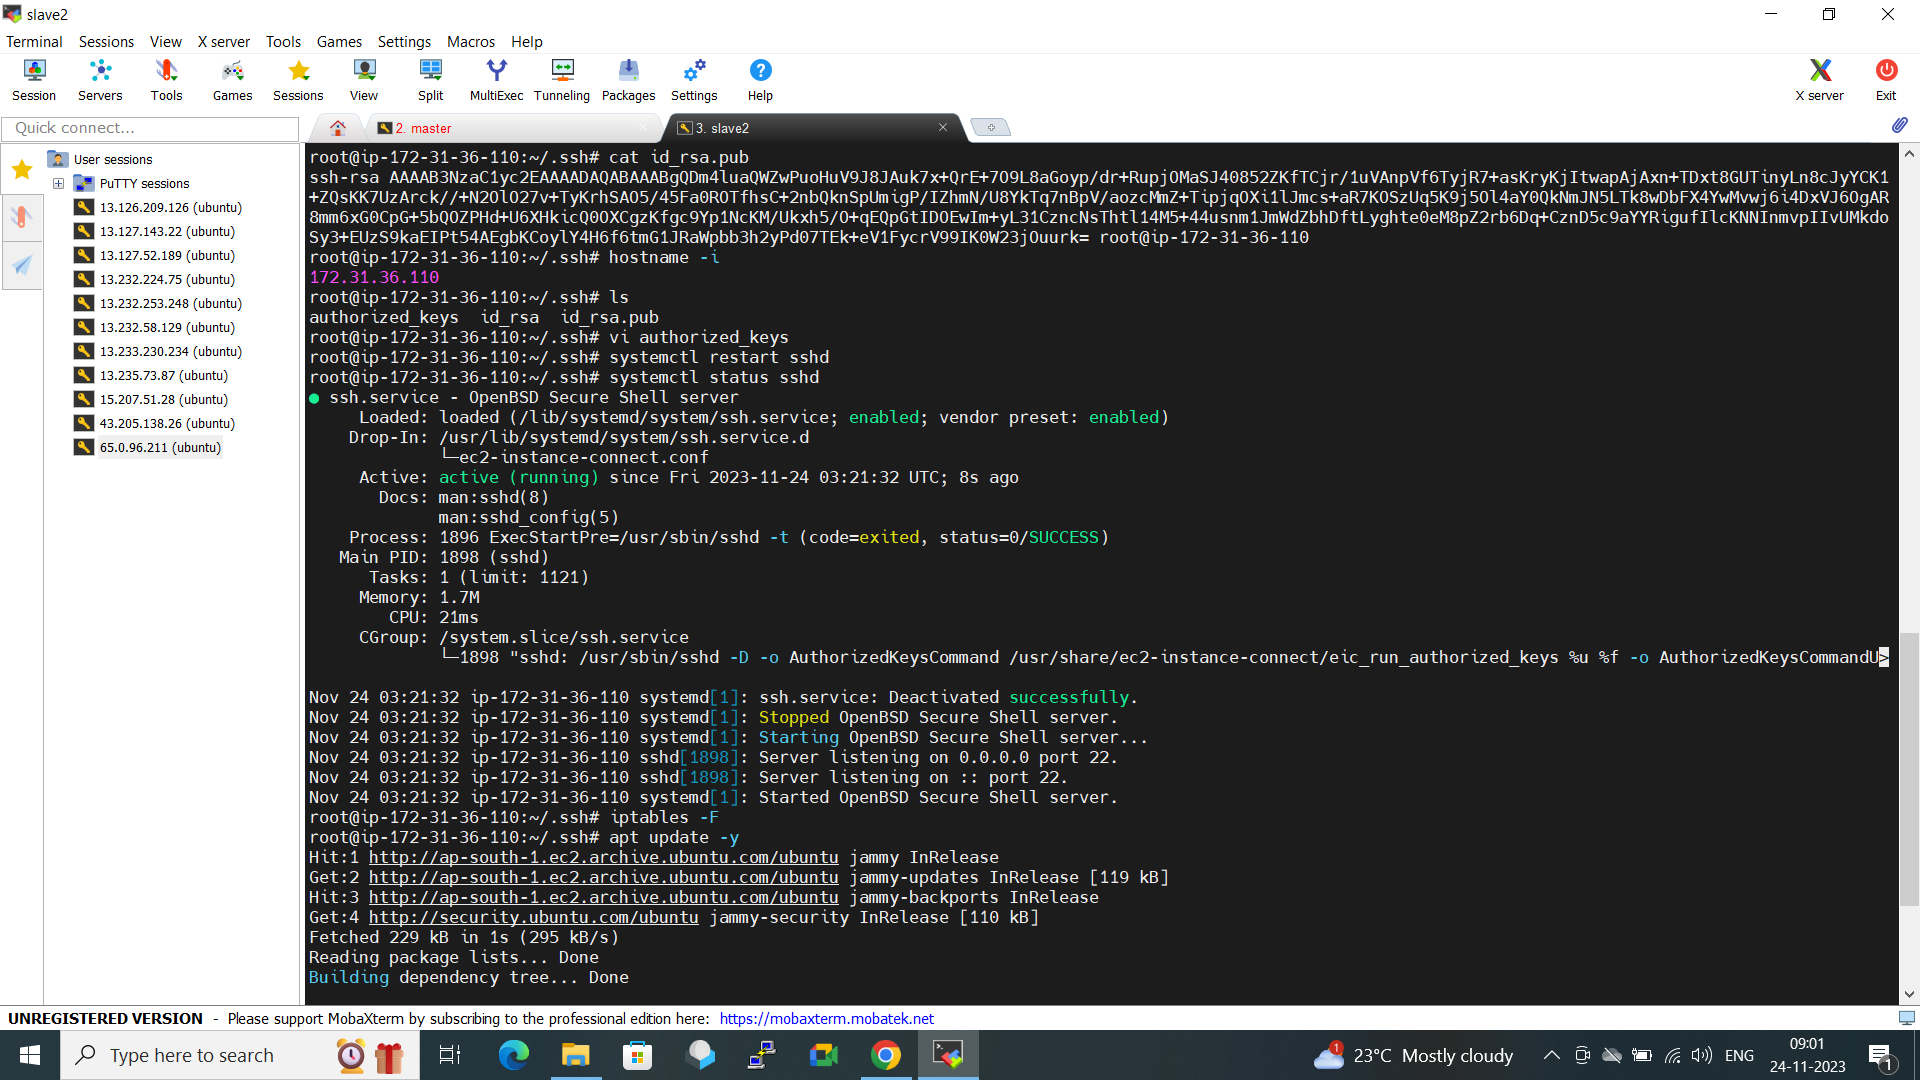 slave2
Terminal Sessions View X server Tools Games Settings Macros Help
Session Servers Tools Games Sessions View Split MultiExec Tunneling Packages Settings Help X server Exit
Quick connect...
2. master
3. slave2
User sessions
PuTTY sessions
13.126.209.126 (ubuntu)
13.127.143.22 (ubuntu)
13.127.52.189 (ubuntu)
13.232.224.75 (ubuntu)
13.232.253.248 (ubuntu)
13.232.58.129 (ubuntu)
13.233.230.234 (ubuntu)
13.235.73.87 (ubuntu)
15.207.51.28 (ubuntu)
43.205.138.26 (ubuntu)
65.0.96.211 (ubuntu)
root@ip-172-31-36-110:~/.ssh# cat id_rsa.pub
ssh-rsa AAAAB3NzaC1yc2EAAAADAQABAAABgQDm4luaQWZwPuoHuV9J8JAuk7x+QrE+7O9L8aGoyp/dr+RupjOMaSJ40852ZKfTCjr/1uVAnpVf6TyjR7+asKryKjItwapAjAxn+TDxt8GUTinyLn8cJyYCK1
+ZQsKK7UzArck//+N2OlO27v+TyKrhSAO5/45Fa0ROTfhsC+2nbQknSpUmigP/IZhmN/U8YkTq7nBpV/aozcMmZ+TipjqOXi1lJmcs+aR7KOSzUq5K9j5Ol4aY0QkNmJN5LTk8wDbFX4YwMvwj6i4DxVJ6OgAR
8mm6xG0CpG+5bQOZPHd+U6XHkicQ0OXCgzKfgc9Yp1NcKM/Ukxh5/O+qEQpGtIDOEwIm+yL31CzncNsThtl14M5+44usnm1JmWdZbhDftLyghte0eM8pZ2rb6Dq+CznD5c9aYYRigufIlcKNNInmvpIIvUMkdo
Sy3+EUzS9kaEIPt54AEgbKCoylY4H6f6tmG1JRaWpbb3h2yPd07TEk+eV1FycrV99IK0W23jOuurk= root@ip-172-31-36-110
root@ip-172-31-36-110:~/.ssh# hostname -i
172.31.36.110
root@ip-172-31-36-110:~/.ssh# ls
authorized_keys id_rsa id_rsa.pub
root@ip-172-31-36-110:~/.ssh# vi authorized_keys
root@ip-172-31-36-110:~/.ssh# systemctl restart sshd
root@ip-172-31-36-110:~/.ssh# systemctl status sshd
● ssh.service - OpenBSD Secure Shell server
Loaded: loaded (/lib/systemd/system/ssh.service; enabled; vendor preset: enabled)
Drop-In: /usr/lib/systemd/system/ssh.service.d
└─ec2-instance-connect.conf
Active: active (running) since Fri 2023-11-24 03:21:32 UTC; 8s ago
Docs: man:sshd(8)
man:sshd_config(5)
Process: 1896 ExecStartPre=/usr/sbin/sshd -t (code=exited, status=0/SUCCESS)
Main PID: 1898 (sshd)
Tasks: 1 (limit: 1121)
Memory: 1.7M
CPU: 21ms
CGroup: /system.slice/ssh.service
└─1898 "sshd: /usr/sbin/sshd -D -o AuthorizedKeysCommand /usr/share/ec2-instance-connect/eic_run_authorized_keys %u %f -o AuthorizedKeysCommandU>
Nov 24 03:21:32 ip-172-31-36-110 systemd[1]: ssh.service: Deactivated successfully.
Nov 24 03:21:32 ip-172-31-36-110 systemd[1]: Stopped OpenBSD Secure Shell server.
Nov 24 03:21:32 ip-172-31-36-110 systemd[1]: Starting OpenBSD Secure Shell server...
Nov 24 03:21:32 ip-172-31-36-110 sshd[1898]: Server listening on 0.0.0.0 port 22.
Nov 24 03:21:32 ip-172-31-36-110 sshd[1898]: Server listening on :: port 22.
Nov 24 03:21:32 ip-172-31-36-110 systemd[1]: Started OpenBSD Secure Shell server.
root@ip-172-31-36-110:~/.ssh# iptables -F
root@ip-172-31-36-110:~/.ssh# apt update -y
Hit:1 http://ap-south-1.ec2.archive.ubuntu.com/ubuntu jammy InRelease
Get:2 http://ap-south-1.ec2.archive.ubuntu.com/ubuntu jammy-updates InRelease [119 kB]
Hit:3 http://ap-south-1.ec2.archive.ubuntu.com/ubuntu jammy-backports InRelease
Get:4 http://security.ubuntu.com/ubuntu jammy-security InRelease [110 kB]
Fetched 229 kB in 1s (295 kB/s)
Reading package lists... Done
Building dependency tree... Done
UNREGISTERED VERSION - Please support MobaXterm by subscribing to the professional edition here: https://mobaxterm.mobatek.net
Type here to search
1
23°C Mostly cloudy
ENG
09:01
24-11-2023
1